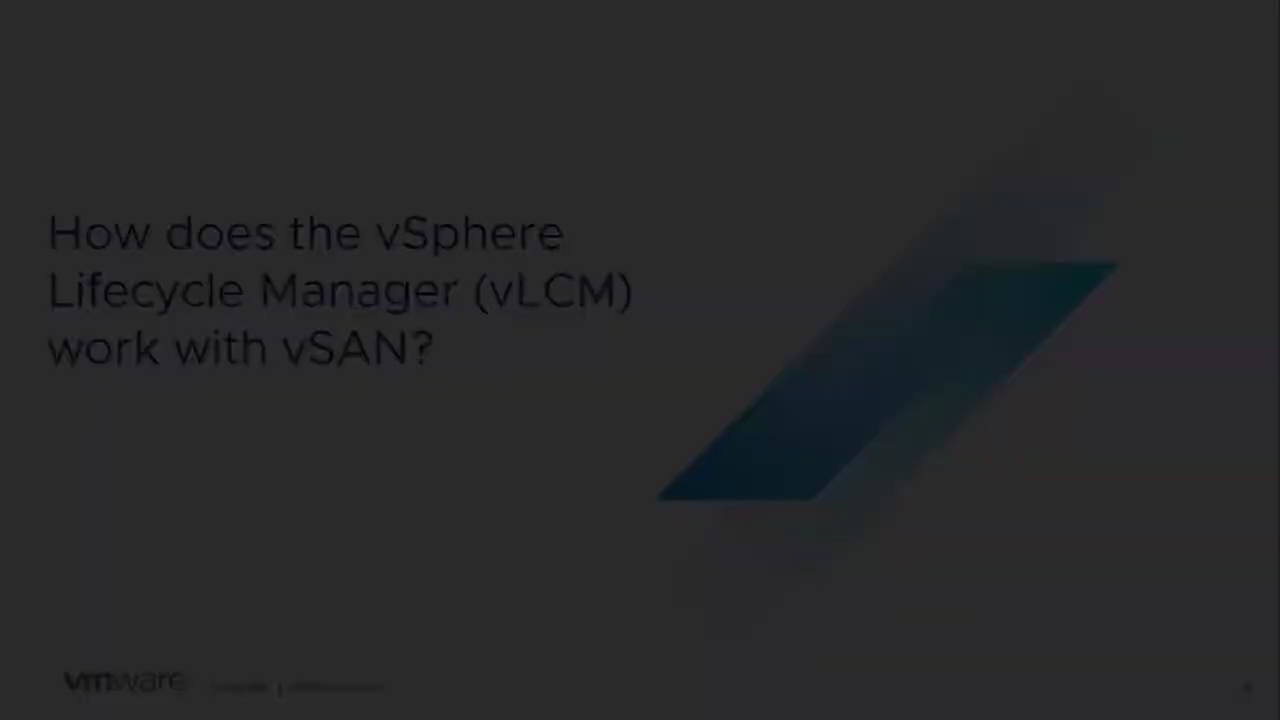 How does the vSphere
Lifecycle Manager (vLCM)
work with vSAN?
vmware